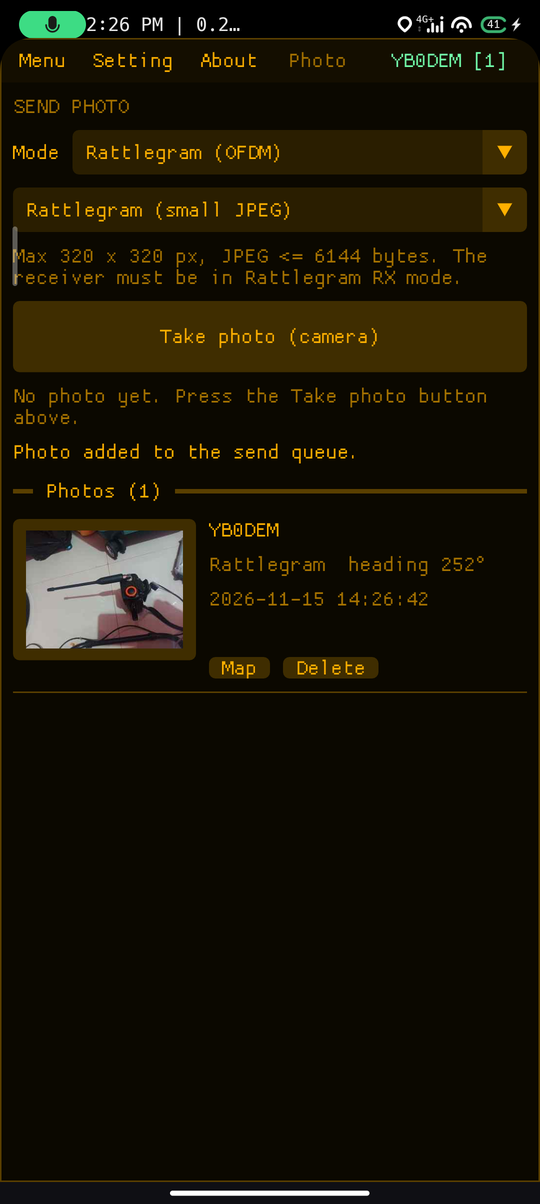 2:26 PM | 0.2…
4G+
41
Menu Setting About Photo YB0DEM [1]
SEND PHOTO
Mode Rattlegram (OFDM)
Rattlegram (small JPEG)
Max 320 x 320 px, JPEG <= 6144 bytes. The
receiver must be in Rattlegram RX mode.
Take photo (camera)
No photo yet. Press the Take photo button
above.
Photo added to the send queue.
Photos (1)
YB0DEM
Rattlegram heading 252°
2026-11-15 14:26:42
Map Delete